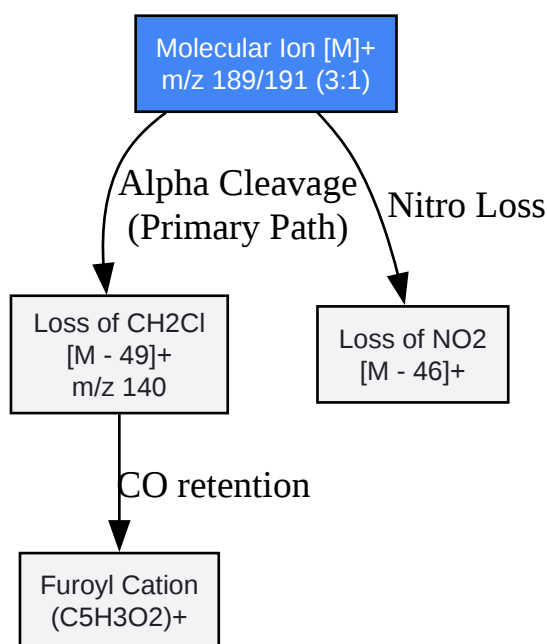 Molecular Ion [M]+
m/z 189/191 (3:1)
Alpha Cleavage
(Primary Path)
Nitro Loss
Loss of CH2Cl
[M - 49]+
m/z 140
Loss of NO2
[M - 46]+
CO retention
Furoyl Cation
(C5H3O2)+